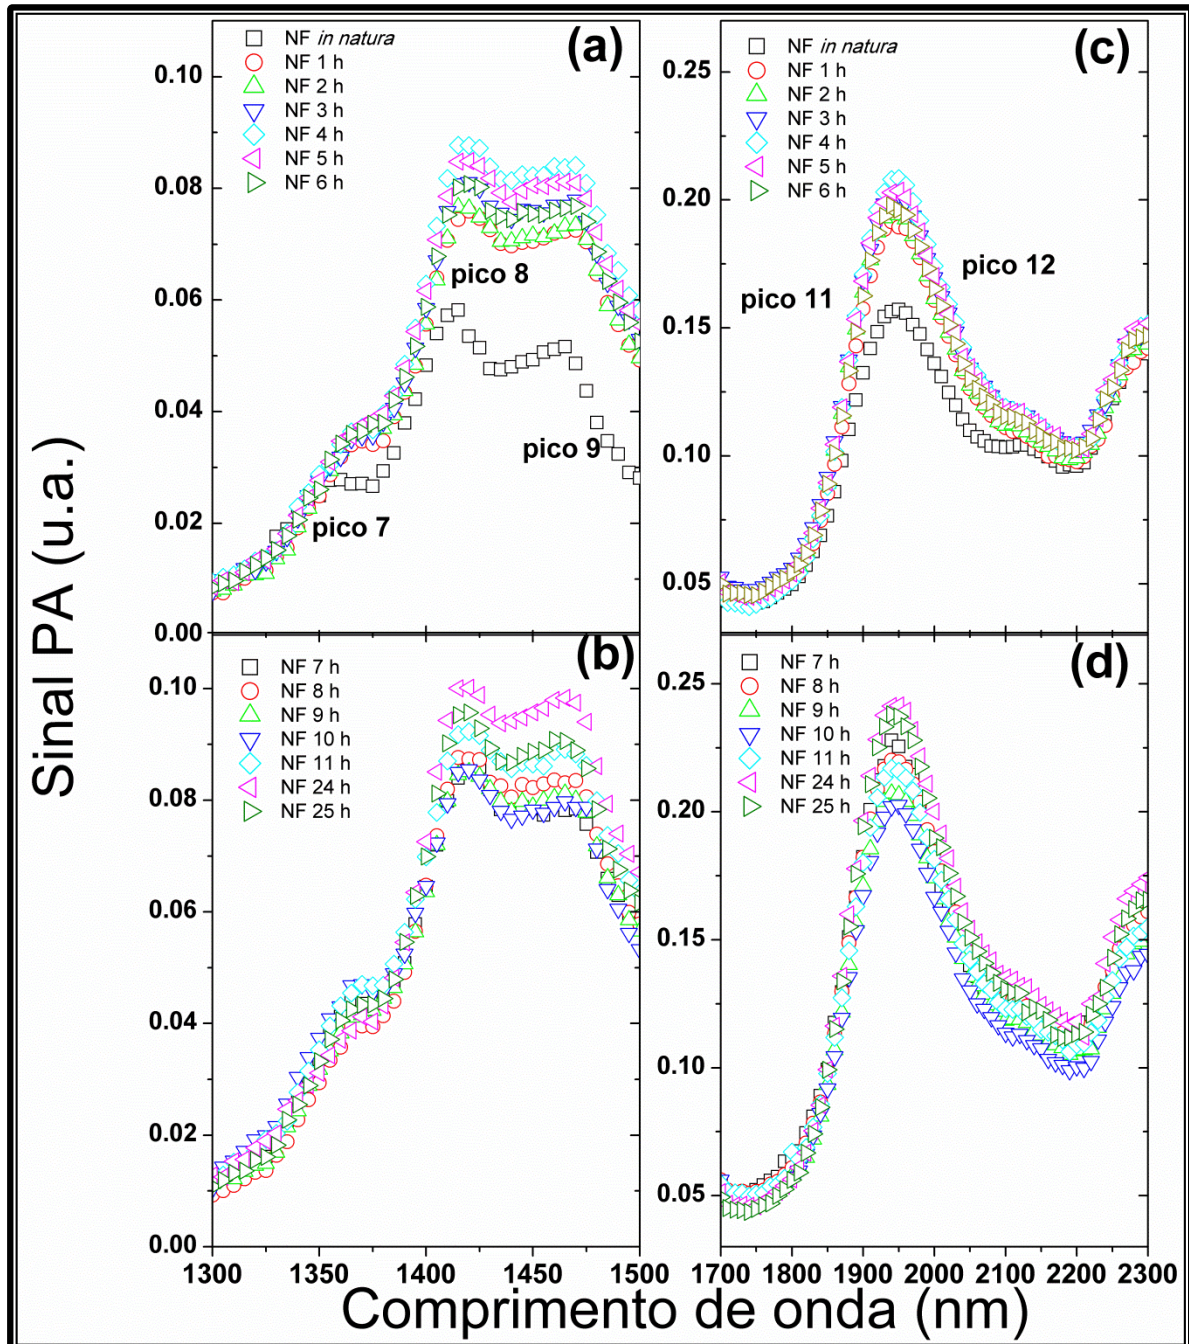 Sinal PA (u.a.)
(a)
NF in natura
NF 1 h
NF 2 h
NF 3 h
NF 4 h
NF 5 h
NF 6 h
0.10
0.08
0.06
0.04
0.02
0.00
pico 8
pico 9
pico 7
(c)
NF in natura
NF 1 h
NF 2 h
NF 3 h
NF 4 h
NF 5 h
NF 6 h
0.25
0.20
0.15
0.10
0.05
pico 12
pico 11
(b)
NF 7 h
NF 8 h
NF 9 h
NF 10 h
NF 11 h
NF 24 h
NF 25 h
0.10
0.08
0.06
0.04
0.02
0.00
1300 1350 1400 1450 1500
(d)
NF 7 h
NF 8 h
NF 9 h
NF 10 h
NF 11 h
NF 24 h
NF 25 h
0.25
0.20
0.15
0.10
0.05
1700 1800 1900 2000 2100 2200 2300
Comprimento de onda (nm)